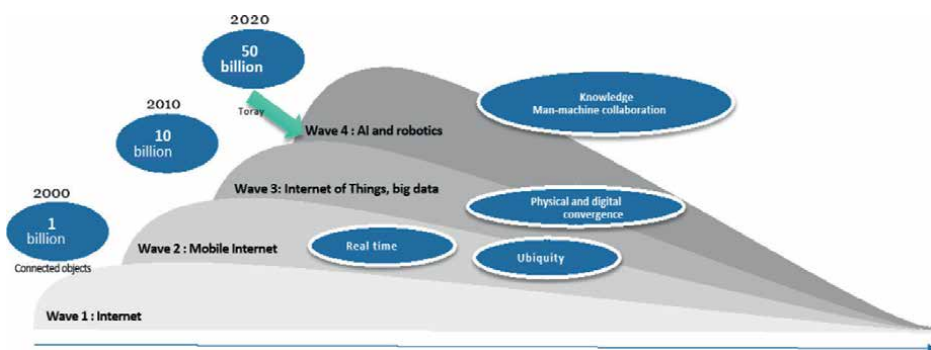 2020
50
billion
Toray
2010
10
billion
2000
1
billion
Connected objects
Knowledge
Man-machine collaboration
Wave 4 : AI and robotics
Wave 3: Internet of Things, big data
Physical and digital
convergence
Wave 2 : Mobile Internet
Real time
Ubiquity
Wave 1 : Internet